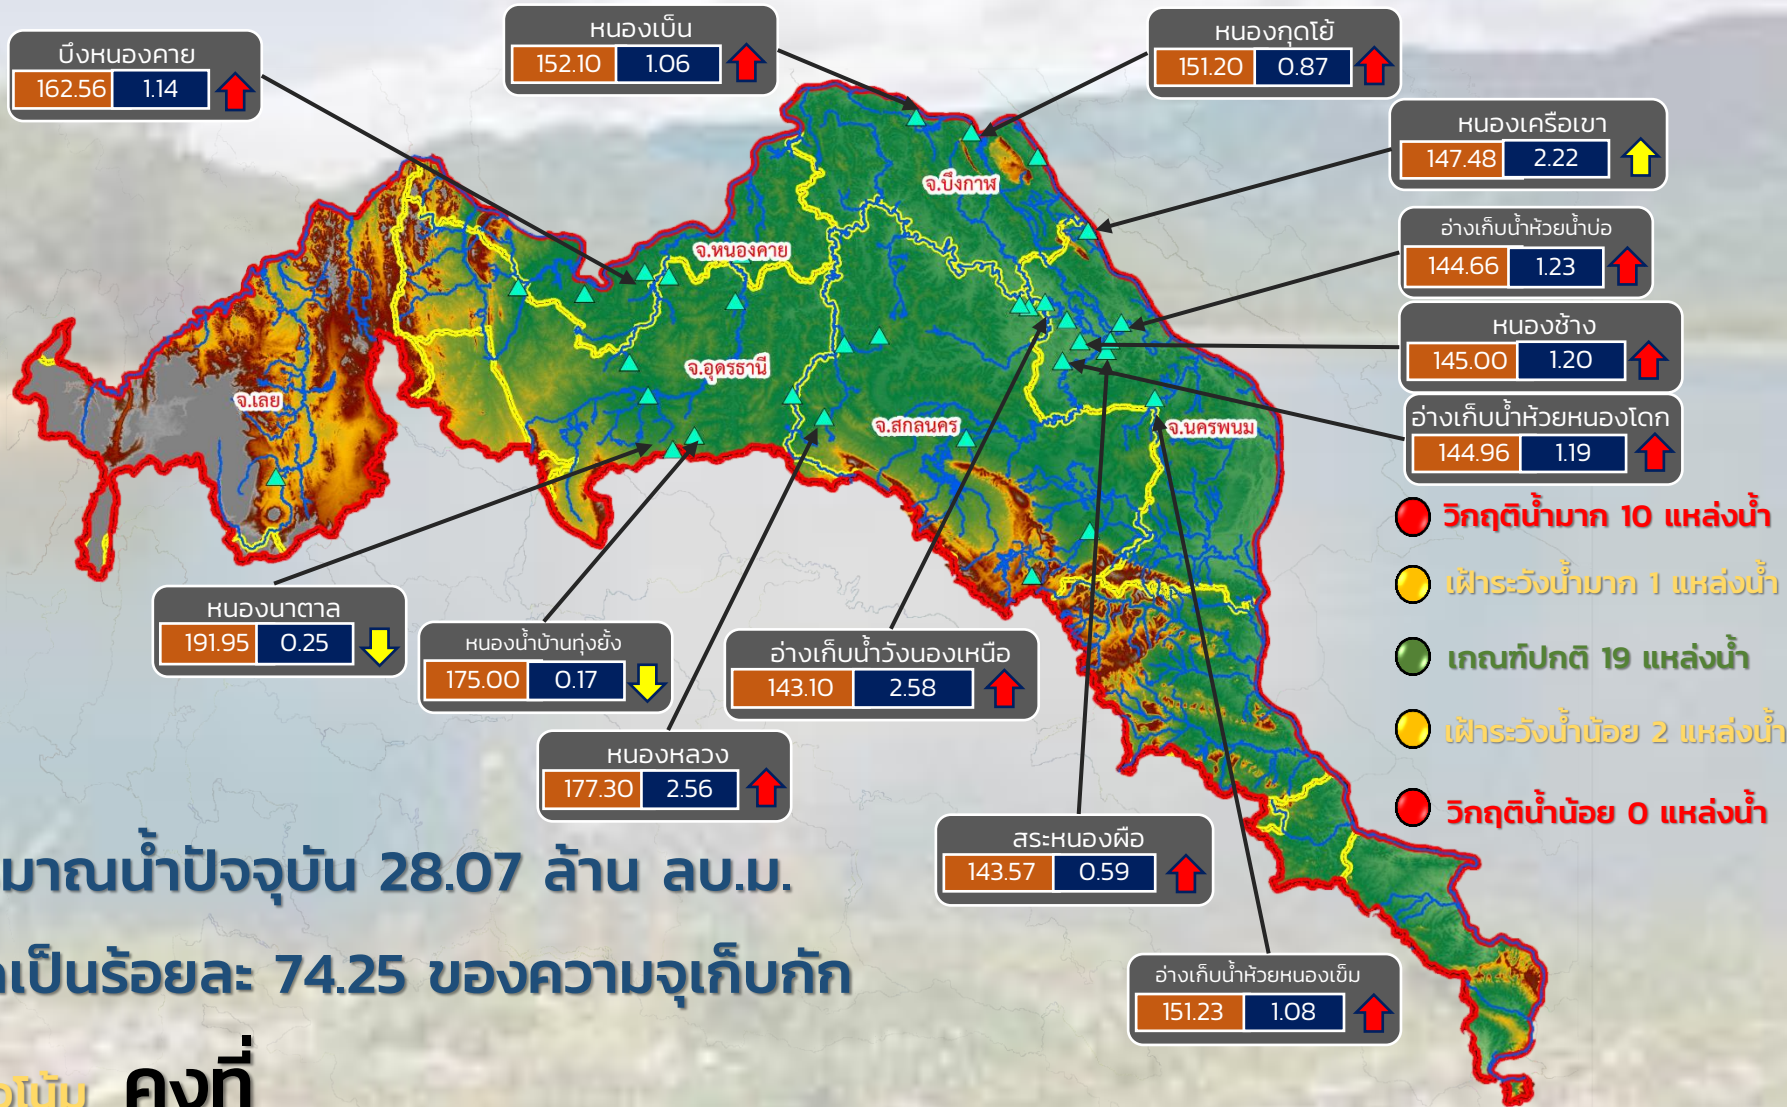 บึงหนองคาย
162.56 1.14
หนองเบ็น
152.10 1.06
หนองกุดโย้
151.20 0.87
หนองเครือเขา
147.48 2.22
อ่างเก็บน้ำห้วยน้ำบ่อ
144.66 1.23
หนองช้าง
145.00 1.20
อ่างเก็บน้ำห้วยหนองโดก
144.96 1.19
จ.บึงกาฬ
จ.หนองคาย
จ.อุดรธานี
จ.เลย
จ.สกลนคร
จ.นครพนม
วิกฤติน้ำมาก 10 แหล่งน้ำ
เฝ้าระวังน้ำมาก 1 แหล่งน้ำ
เกณฑ์ปกติ 19 แหล่งน้ำ
เฝ้าระวังน้ำน้อย 2 แหล่งน้ำ
วิกฤติน้ำน้อย 0 แหล่งน้ำ
หนองนาตาล
191.95 0.25
หนองน้ำบ้านทุ่งยั้ง
175.00 0.17
อ่างเก็บน้ำวังนองเหนือ
143.10 2.58
หนองหลวง
177.30 2.56
สระหนองผือ
143.57 0.59
อ่างเก็บน้ำห้วยหนองเข็ม
151.23 1.08
มาณน้ำปัจจุบัน 28.07 ล้าน ลบ.ม.
เป็นร้อยละ 74.25 ของความจุเก็บกัก
โน้ม คงที่